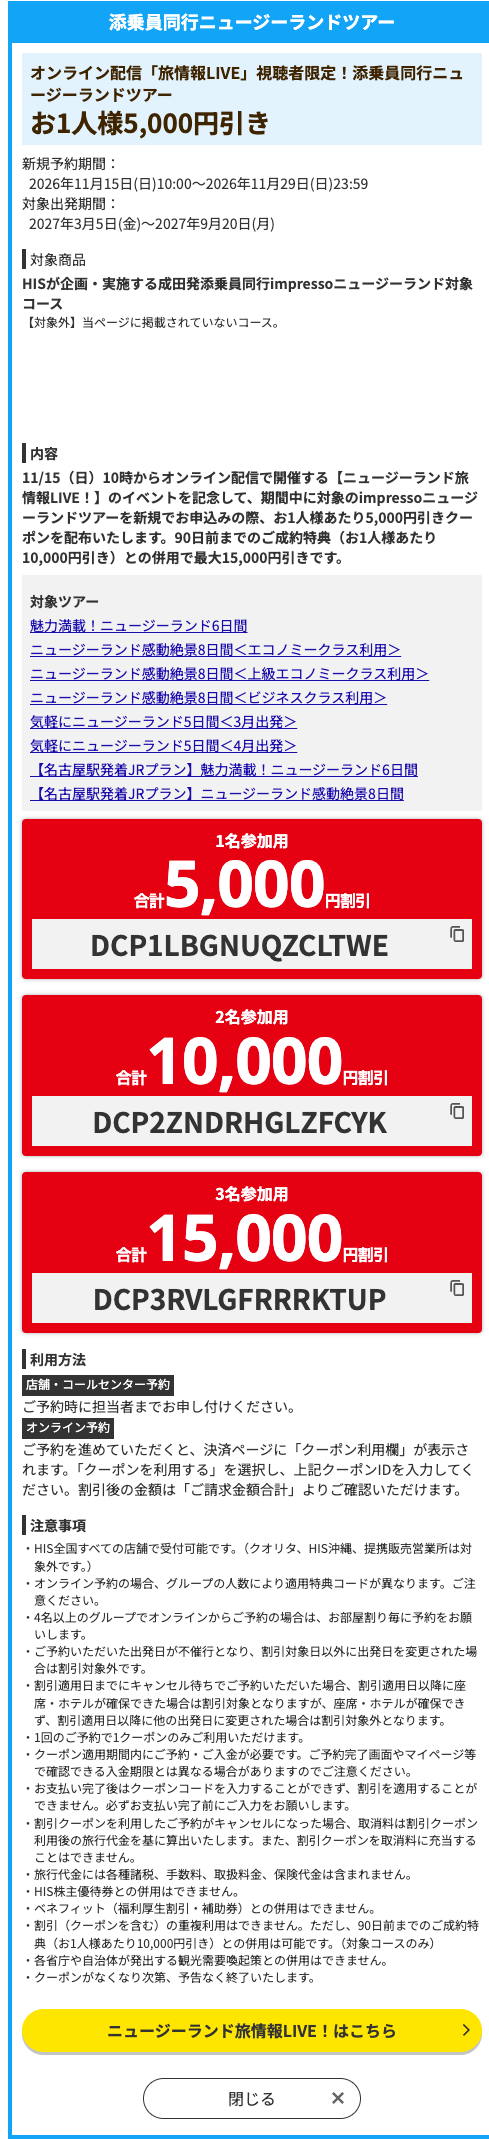 添乗員同行ニュージーランドツアー
オンライン配信「旅情報LIVE」視聴者限定！添乗員同行ニュ
ージーランドツアー
お1人様5,000円引き
新規予約期間：
2026年11月15日(日)10:00～2026年11月29日(日)23:59
対象出発期間：
2027年3月5日(金)～2027年9月20日(月)
対象商品
HISが企画・実施する成田発添乗員同行impressoニュージーランド対象
コース
【対象外】当ページに掲載されていないコース。
内容
11/15（日）10時からオンライン配信で開催する【ニュージーランド旅
情報LIVE！】のイベントを記念して、期間中に対象のimpressoニュージ
ーランドツアーを新規でお申込みの際、お1人様あたり5,000円引きクー
ポンを配布いたします。90日前までのご成約特典（お1人様あたり
10,000円引き）との併用で最大15,000円引きです。
対象ツアー
魅力満載！ニュージーランド6日間
ニュージーランド感動絶景8日間＜エコノミークラス利用＞
ニュージーランド感動絶景8日間＜上級エコノミークラス利用＞
ニュージーランド感動絶景8日間＜ビジネスクラス利用＞
気軽にニュージーランド5日間＜3月出発＞
気軽にニュージーランド5日間＜4月出発＞
【名古屋駅発着JRプラン】魅力満載！ニュージーランド6日間
【名古屋駅発着JRプラン】ニュージーランド感動絶景8日間
1名参加用
合計5,000円割引
DCP1LBGNUQZCLTWE
2名参加用
合計10,000円割引
DCP2ZNDRHGLZFCYK
3名参加用
合計15,000円割引
DCP3RVLGFRRRKTUP
利用方法
店舗・コールセンター予約
ご予約時に担当者までお申し付けください。
オンライン予約
ご予約を進めていただくと、決済ページに「クーポン利用欄」が表示さ
れます。「クーポンを利用する」を選択し、上記クーポンIDを入力してく
ださい。割引後の金額は「ご請求金額合計」よりご確認いただけます。
注意事項
・HIS全国すべての店舗で受付可能です。（クオリタ、HIS沖縄、提携販売営業所は対
象外です。）
・オンライン予約の場合、グループの人数により適用特典コードが異なります。ご注
意ください。
・4名以上のグループでオンラインからご予約の場合は、お部屋割り毎に予約をお願
いします。
・ご予約いただいた出発日が不催行となり、割引対象日以外に出発日を変更された場
合は割引対象外です。
・割引適用日までにキャンセル待ちでご予約いただいた場合、割引適用日以降に座
席・ホテルが確保できた場合は割引対象となりますが、座席・ホテルが確保でき
ず、割引適用日以降に他の出発日に変更された場合は割引対象外となります。
・1回のご予約で1クーポンのみご利用いただけます。
・クーポン適用期間内にご予約・ご入金が必要です。ご予約完了画面やマイページ等
で確認できる入金期限とは異なる場合がありますのでご注意ください。
・お支払い完了後はクーポンコードを入力することができず、割引を適用することが
できません。必ずお支払い完了前にご入力をお願いします。
・割引クーポンを利用したご予約がキャンセルになった場合、取消料は割引クーポン
利用後の旅行代金を基に算出いたします。また、割引クーポンを取消料に充当する
ことはできません。
・旅行代金には各種諸税、手数料、取扱料金、保険代金は含まれません。
・HIS株主優待券との併用はできません。
・ベネフィット（福利厚生割引・補助券）との併用はできません。
・割引（クーポンを含む）の重複利用はできません。ただし、90日前までのご成約特
典（お1人様あたり10,000円引き）との併用は可能です。（対象コースのみ）
・各省庁や自治体が発出する観光需要喚起策との併用はできません。
・クーポンがなくなり次第、予告なく終了いたします。
ニュージーランド旅情報LIVE！はこちら
閉じる